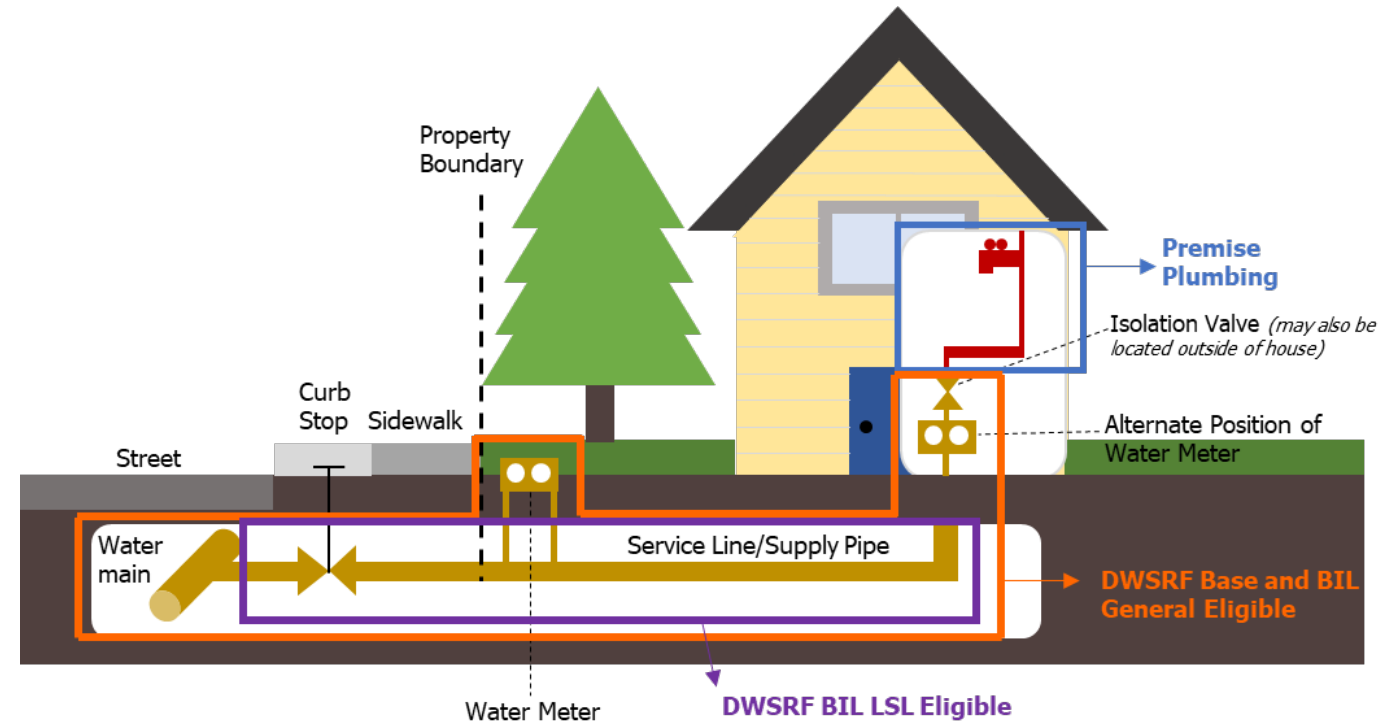 Property
Boundary
Premise
Plumbing
Isolation Valve (may also be
located outside of house)
Curb
Stop
Sidewalk
Alternate Position of
Water Meter
Street
Water
main
Service Line/Supply Pipe
DWSRF Base and BIL
General Eligible
Water Meter
DWSRF BIL LSL Eligible